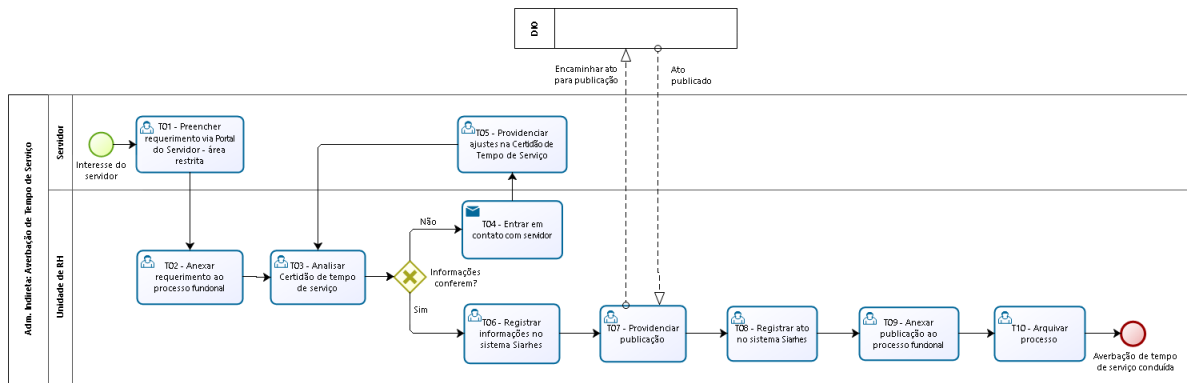 DIO
Encaminhar ato
para publicação
Ato
publicado
Adm. Indireta: Averbação de Tempo de Serviço
Servidor
Interesse do
servidor
T01 - Preencher
requerimento via Portal
do Servidor - área
restrita
T05 - Providenciar
ajustes na Certidão de
Tempo de Serviço
Unidade de RH
T02 - Anexar
requerimento ao
processo funcional
T03 - Analisar
Certidão de tempo
de serviço
Informações
conferem?
Não
T04 - Entrar em
contato com servidor
Sim
T06 - Registrar
informações no
sistema Siarhes
T07 - Providenciar
publicação
T08 - Registrar ato
no sistema Siarhes
T09 - Anexar
publicação ao
processo funcional
T10 - Arquivar
processo
Averbação de tempo
de serviço conduída